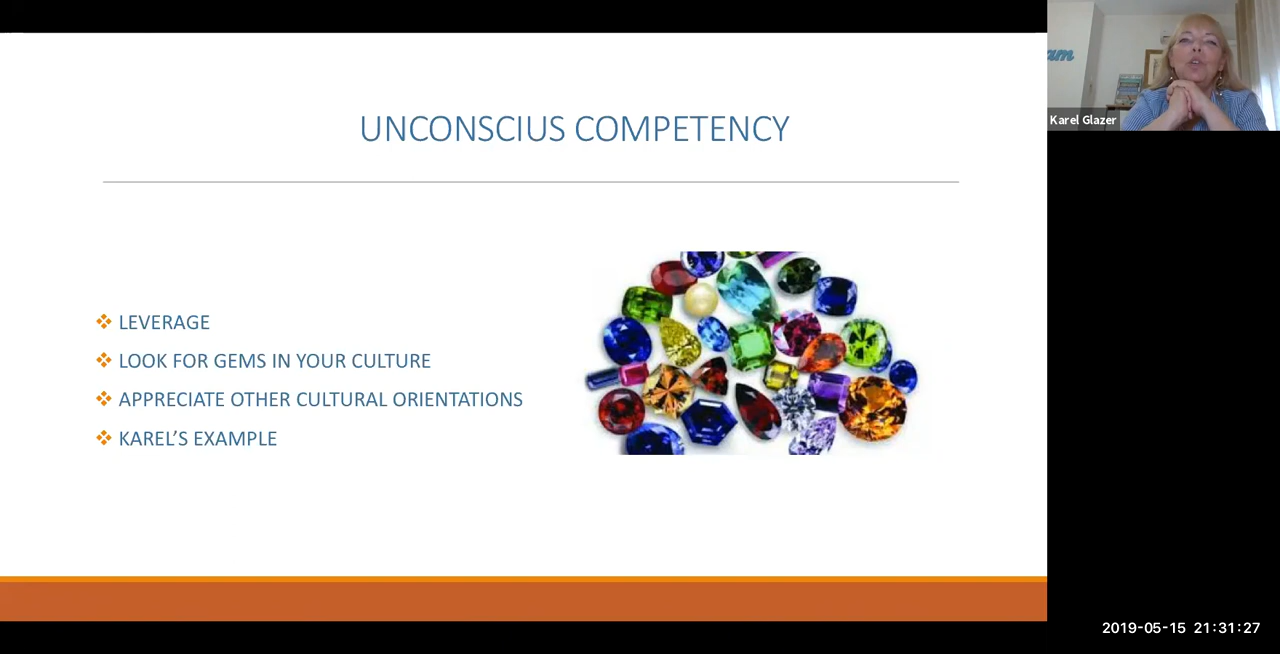 UNCONSCIUS COMPETENCY
LEVERAGE
LOOK FOR GEMS IN YOUR CULTURE
APPRECIATE OTHER CULTURAL ORIENTATIONS
KAREL'S EXAMPLE
Karel Glazer
2019-05-15 21:31:27